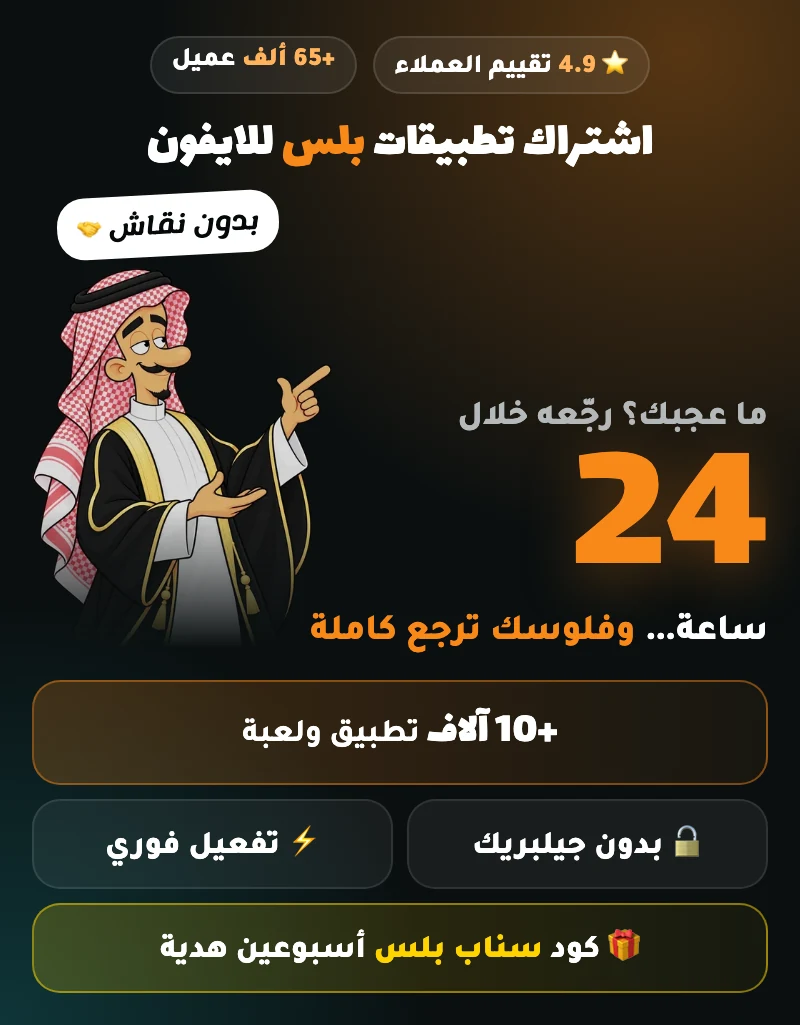 ⭐ 4.9 تقييم العملاء
+65 ألف عميل
اشتراك تطبيقات بلس للايفون
بدون نقاش 🤝
ما عجبك؟ رجّعه خلال
24
ساعة... وفلوسك ترجع كاملة
+10 آلاف تطبيق ولعبة
🔓 بدون جيلبريك
⚡ تفعيل فوري
🎁 كود سناب بلس أسبوعين هدية